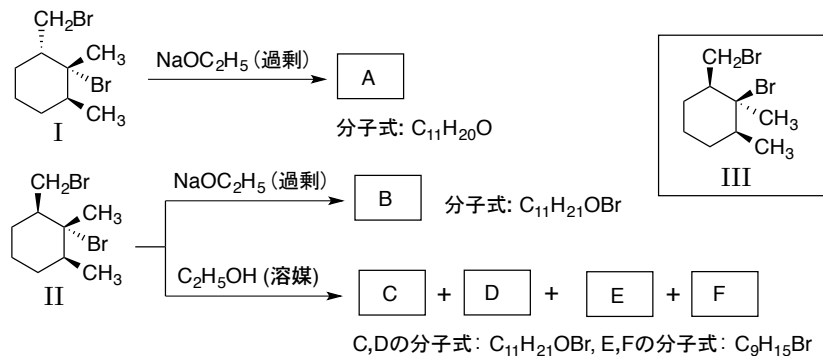 CH₂Br
CH₃
Br
CH₃
I
NaOC₂H₅ (過剰)
A
分子式: C₁₁H₂₀O
CH₂Br
CH₃
Br
CH₃
II
NaOC₂H₅ (過剰)
B
分子式: C₁₁H₂₁OBr
C₂H₅OH (溶媒)
C + D + E + F
C,Dの分子式: C₁₁H₂₁OBr, E,Fの分子式: C₉H₁₅Br
CH₂Br
Br
CH₃
CH₃
III